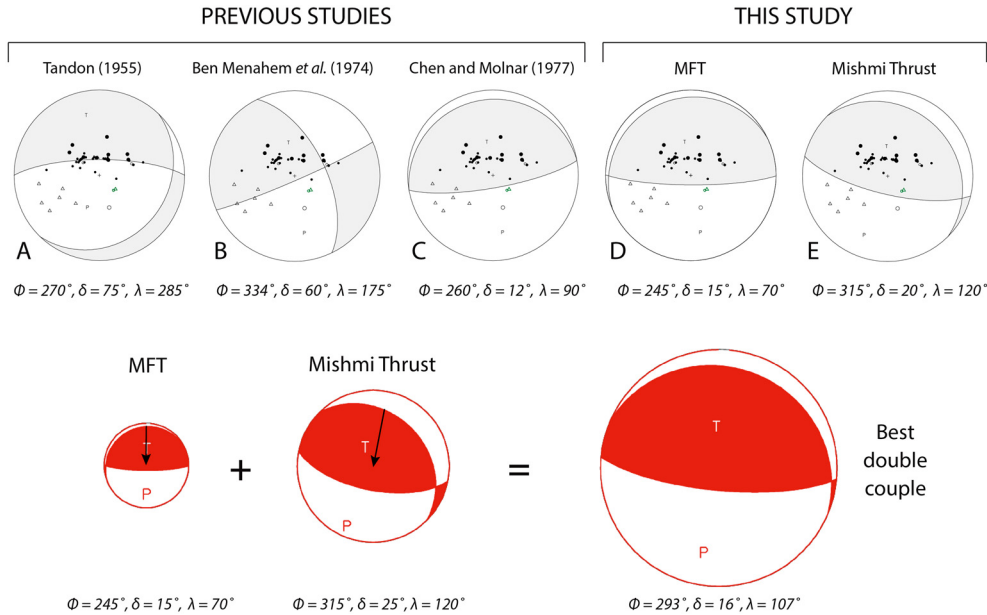 PREVIOUS STUDIES
THIS STUDY
Tandon (1955)
Ben Menahem et al. (1974)
Chen and Molnar (1977)
MFT
Mishmi Thrust
T
P
A
T
P
B
C
T
P
D
T
P
E
Φ = 270°, δ = 75°, λ = 285°
Φ = 334°, δ = 60°, λ = 175°
Φ = 260°, δ = 12°, λ = 90°
Φ = 245°, δ = 15°, λ = 70°
Φ = 315°, δ = 20°, λ = 120°
MFT
Mishmi Thrust
T
P
+
T
P
=
T
P
Best
double
couple
Φ = 245°, δ = 15°, λ = 70°
Φ = 315°, δ = 25°, λ = 120°
Φ = 293°, δ = 16°, λ = 107°